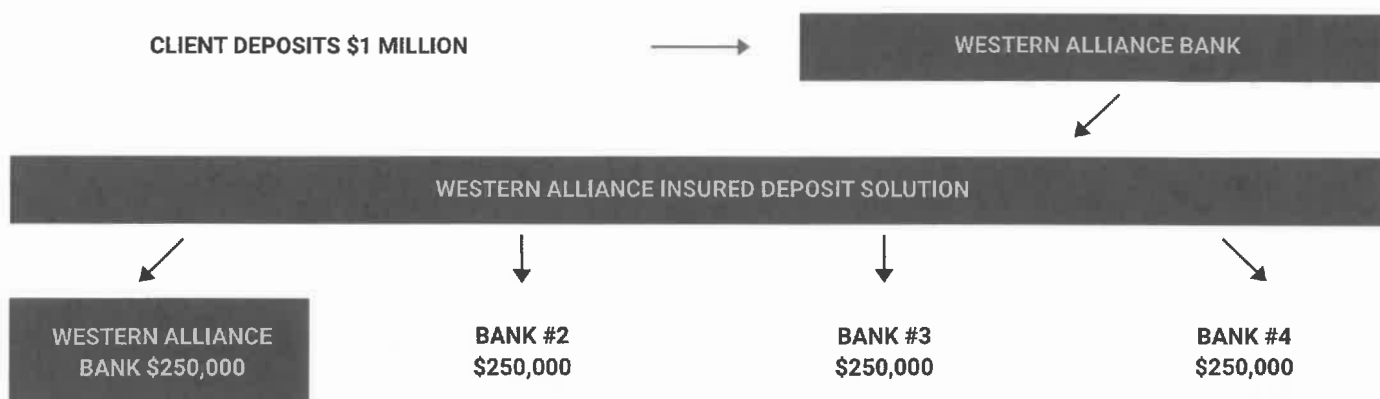 CLIENT DEPOSITS $1 MILLION
WESTERN ALLIANCE BANK
WESTERN ALLIANCE INSURED DEPOSIT SOLUTION
WESTERN ALLIANCE
BANK $250,000
BANK #2
$250,000
BANK #3
$250,000
BANK #4
$250,000